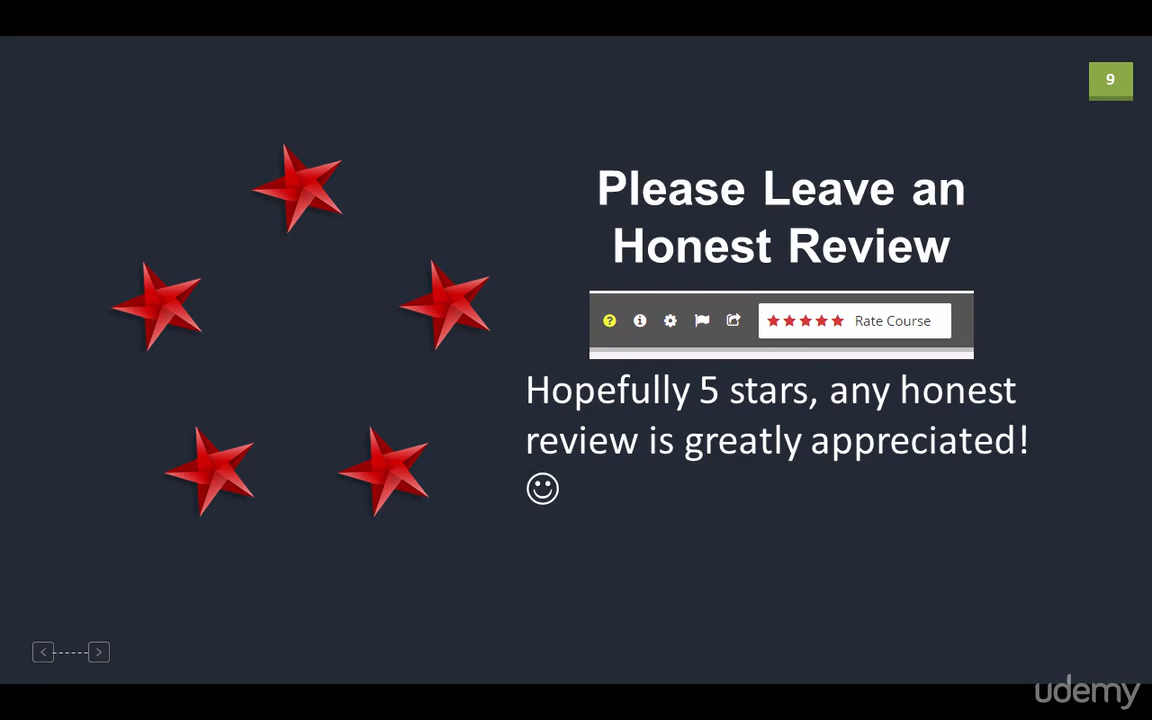 9
Please Leave an
Honest Review
Rate Course
Hopefully 5 stars, any honest
review is greatly appreciated!
☺
udemy